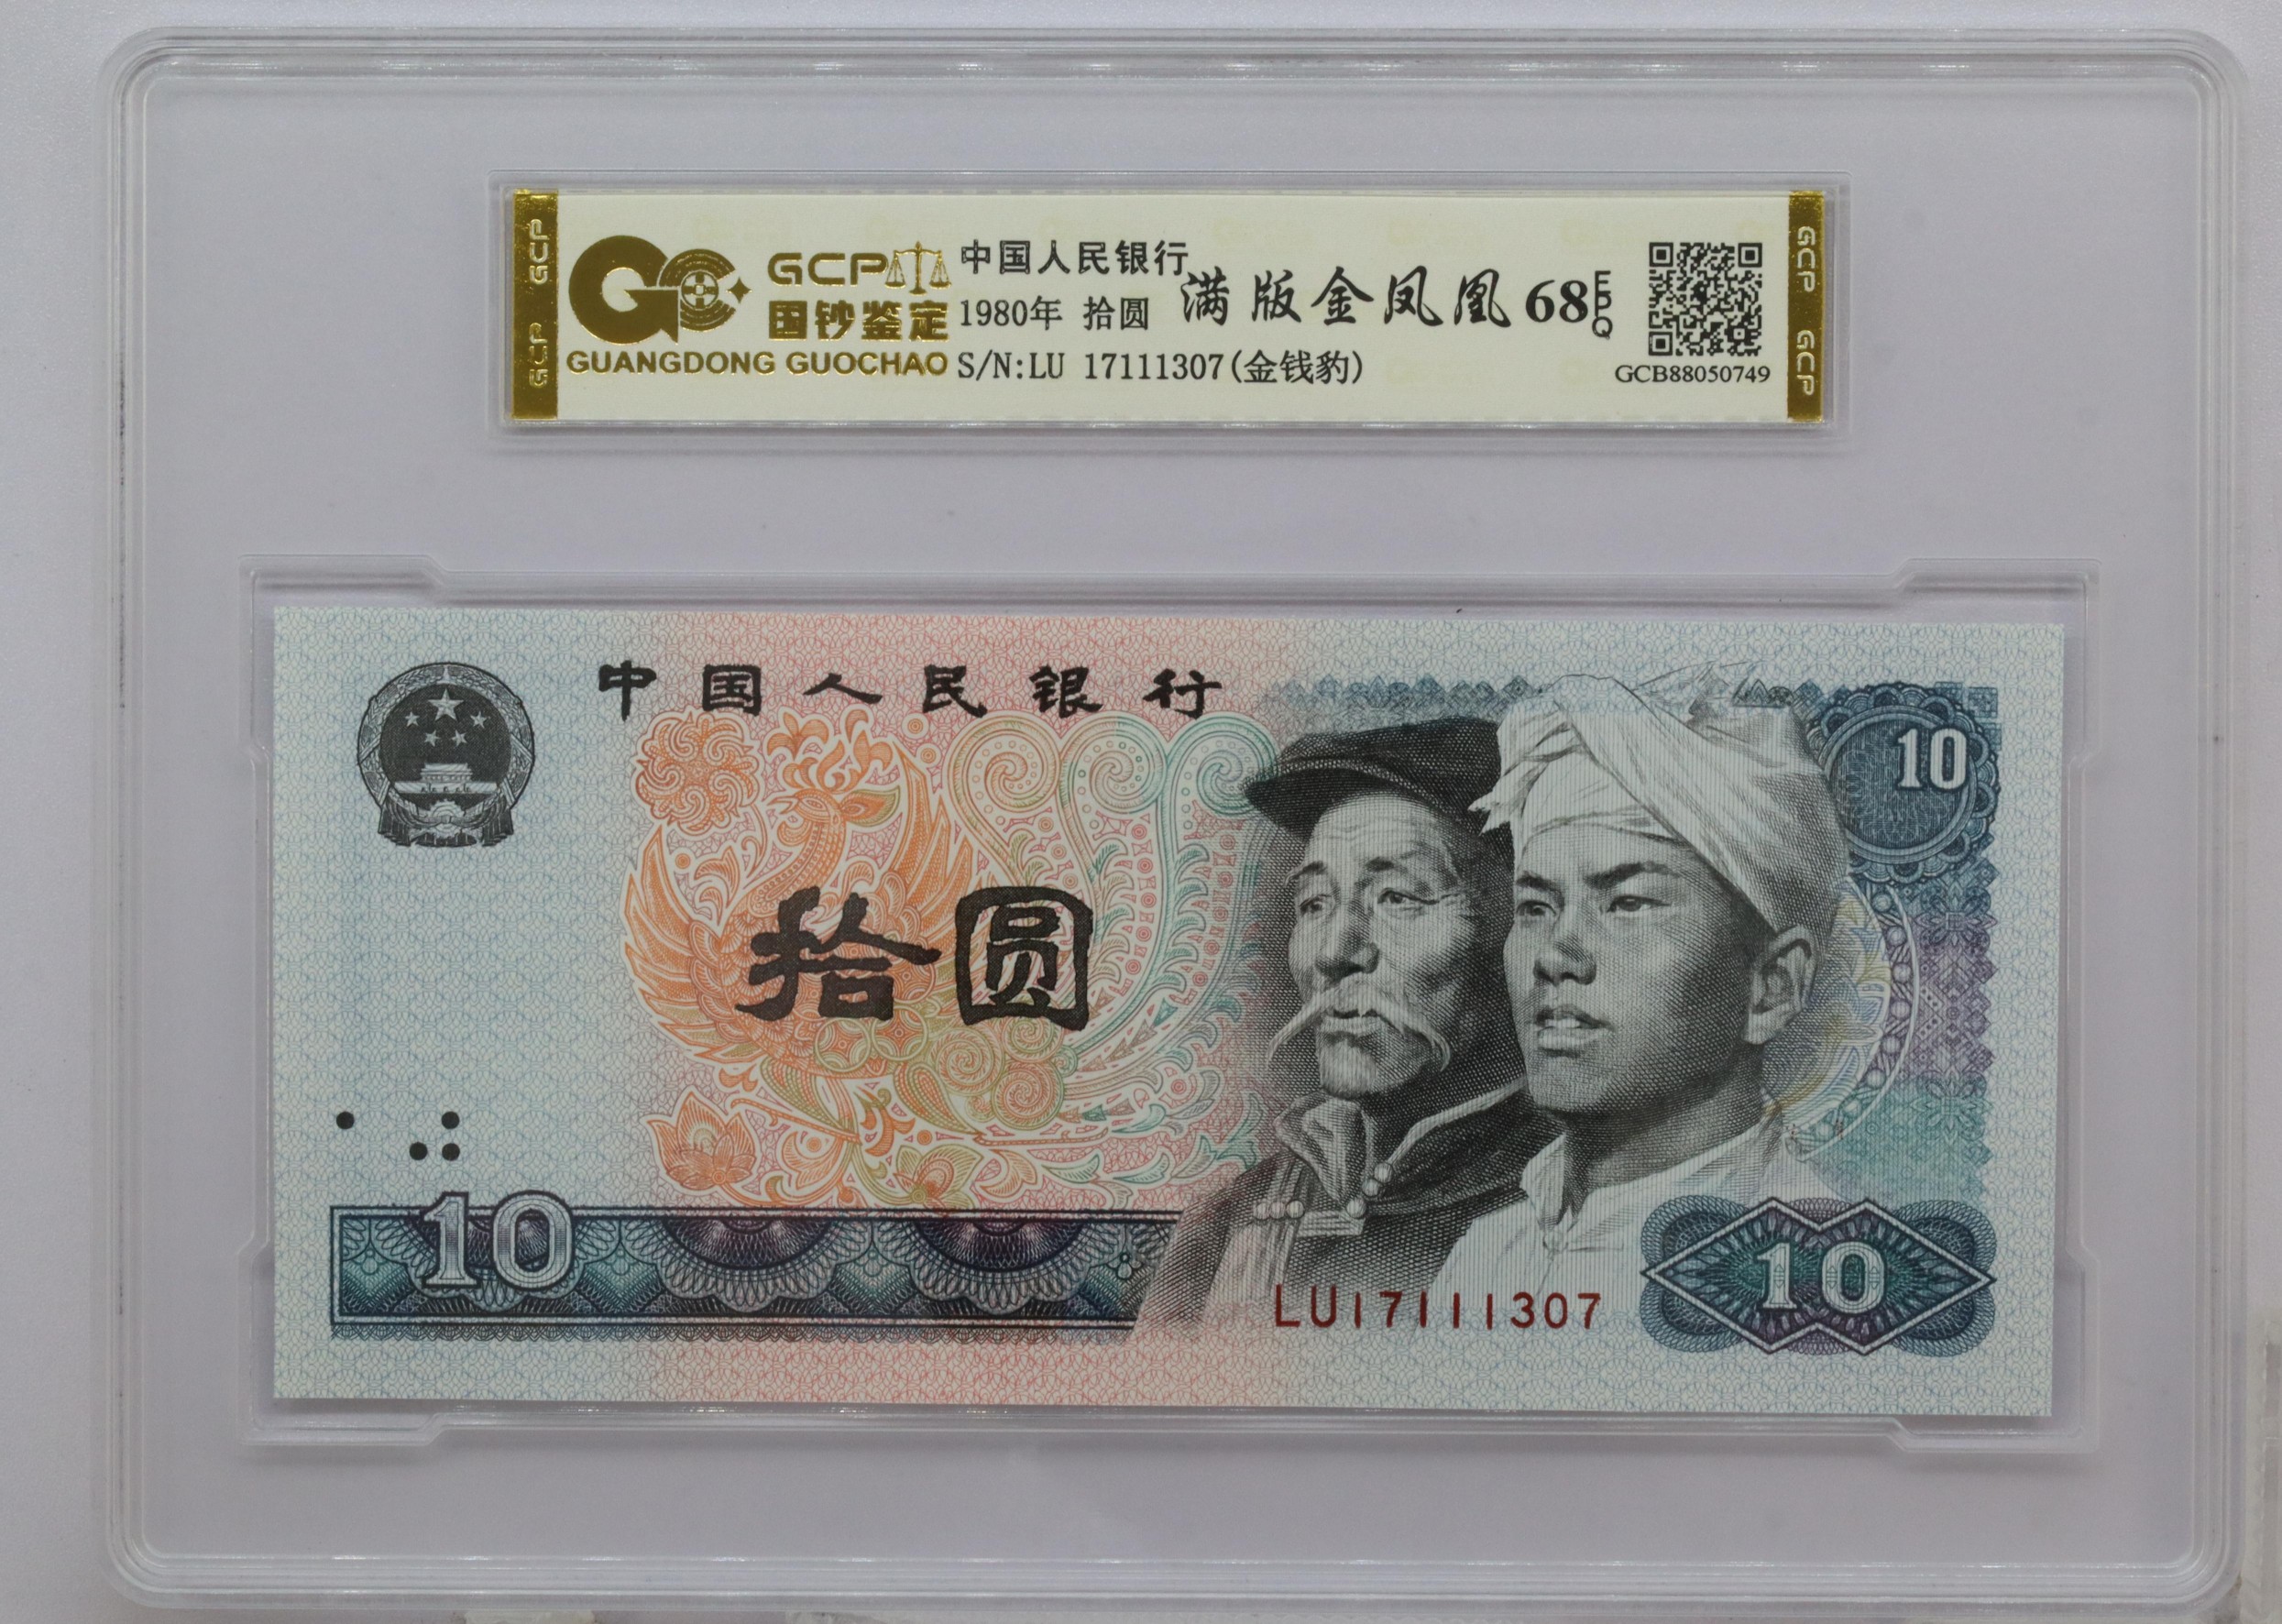 GCP GCP
GCP
国钞鉴定
GUANGDONG GUOCHAO
中国人民银行
1980年 拾圆
S/N:LU 17111307(金钱豹)
满版金凤凰 68 EPQ
GCB88050749
GCP GCP
中国人民银行
10
拾圆
10
10
LU17111307